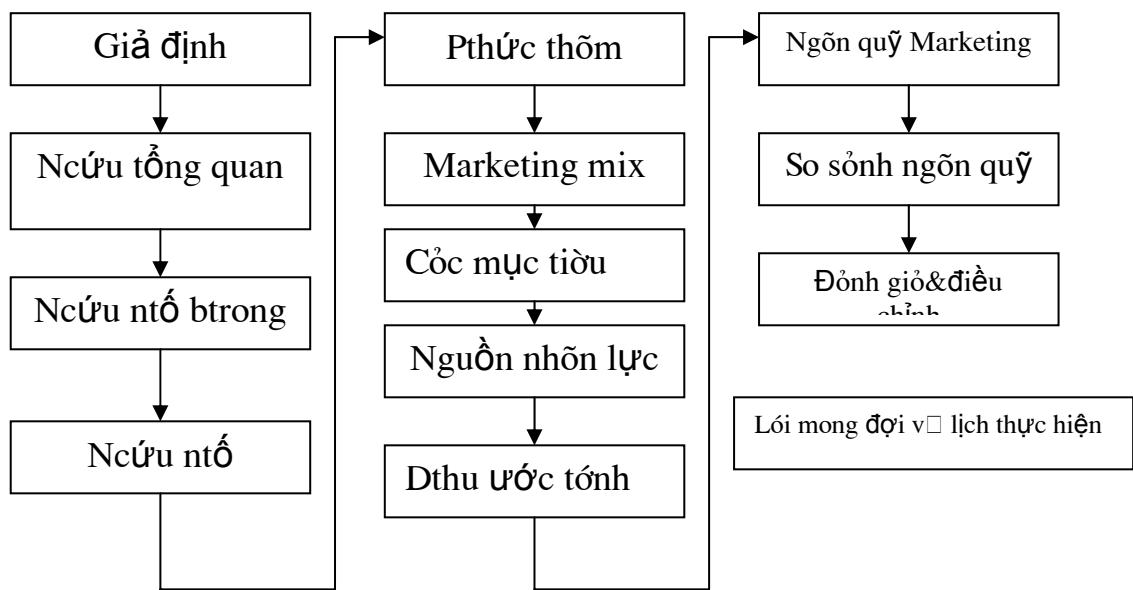 Giả định
Ncứu tổng quan
Ncứu ntố btrong
Ncứu ntố
Pthức thõm
Marketing mix
Cỏc mục tiờu
Nguồn nhõn lực
Dthu ước tớnh
Ngõn quỹ Marketing
So sỏnh ngõn quỹ
Đỏnh giỏ&điều
chỉnh
Lói mong đợi v□ lịch thực hiện